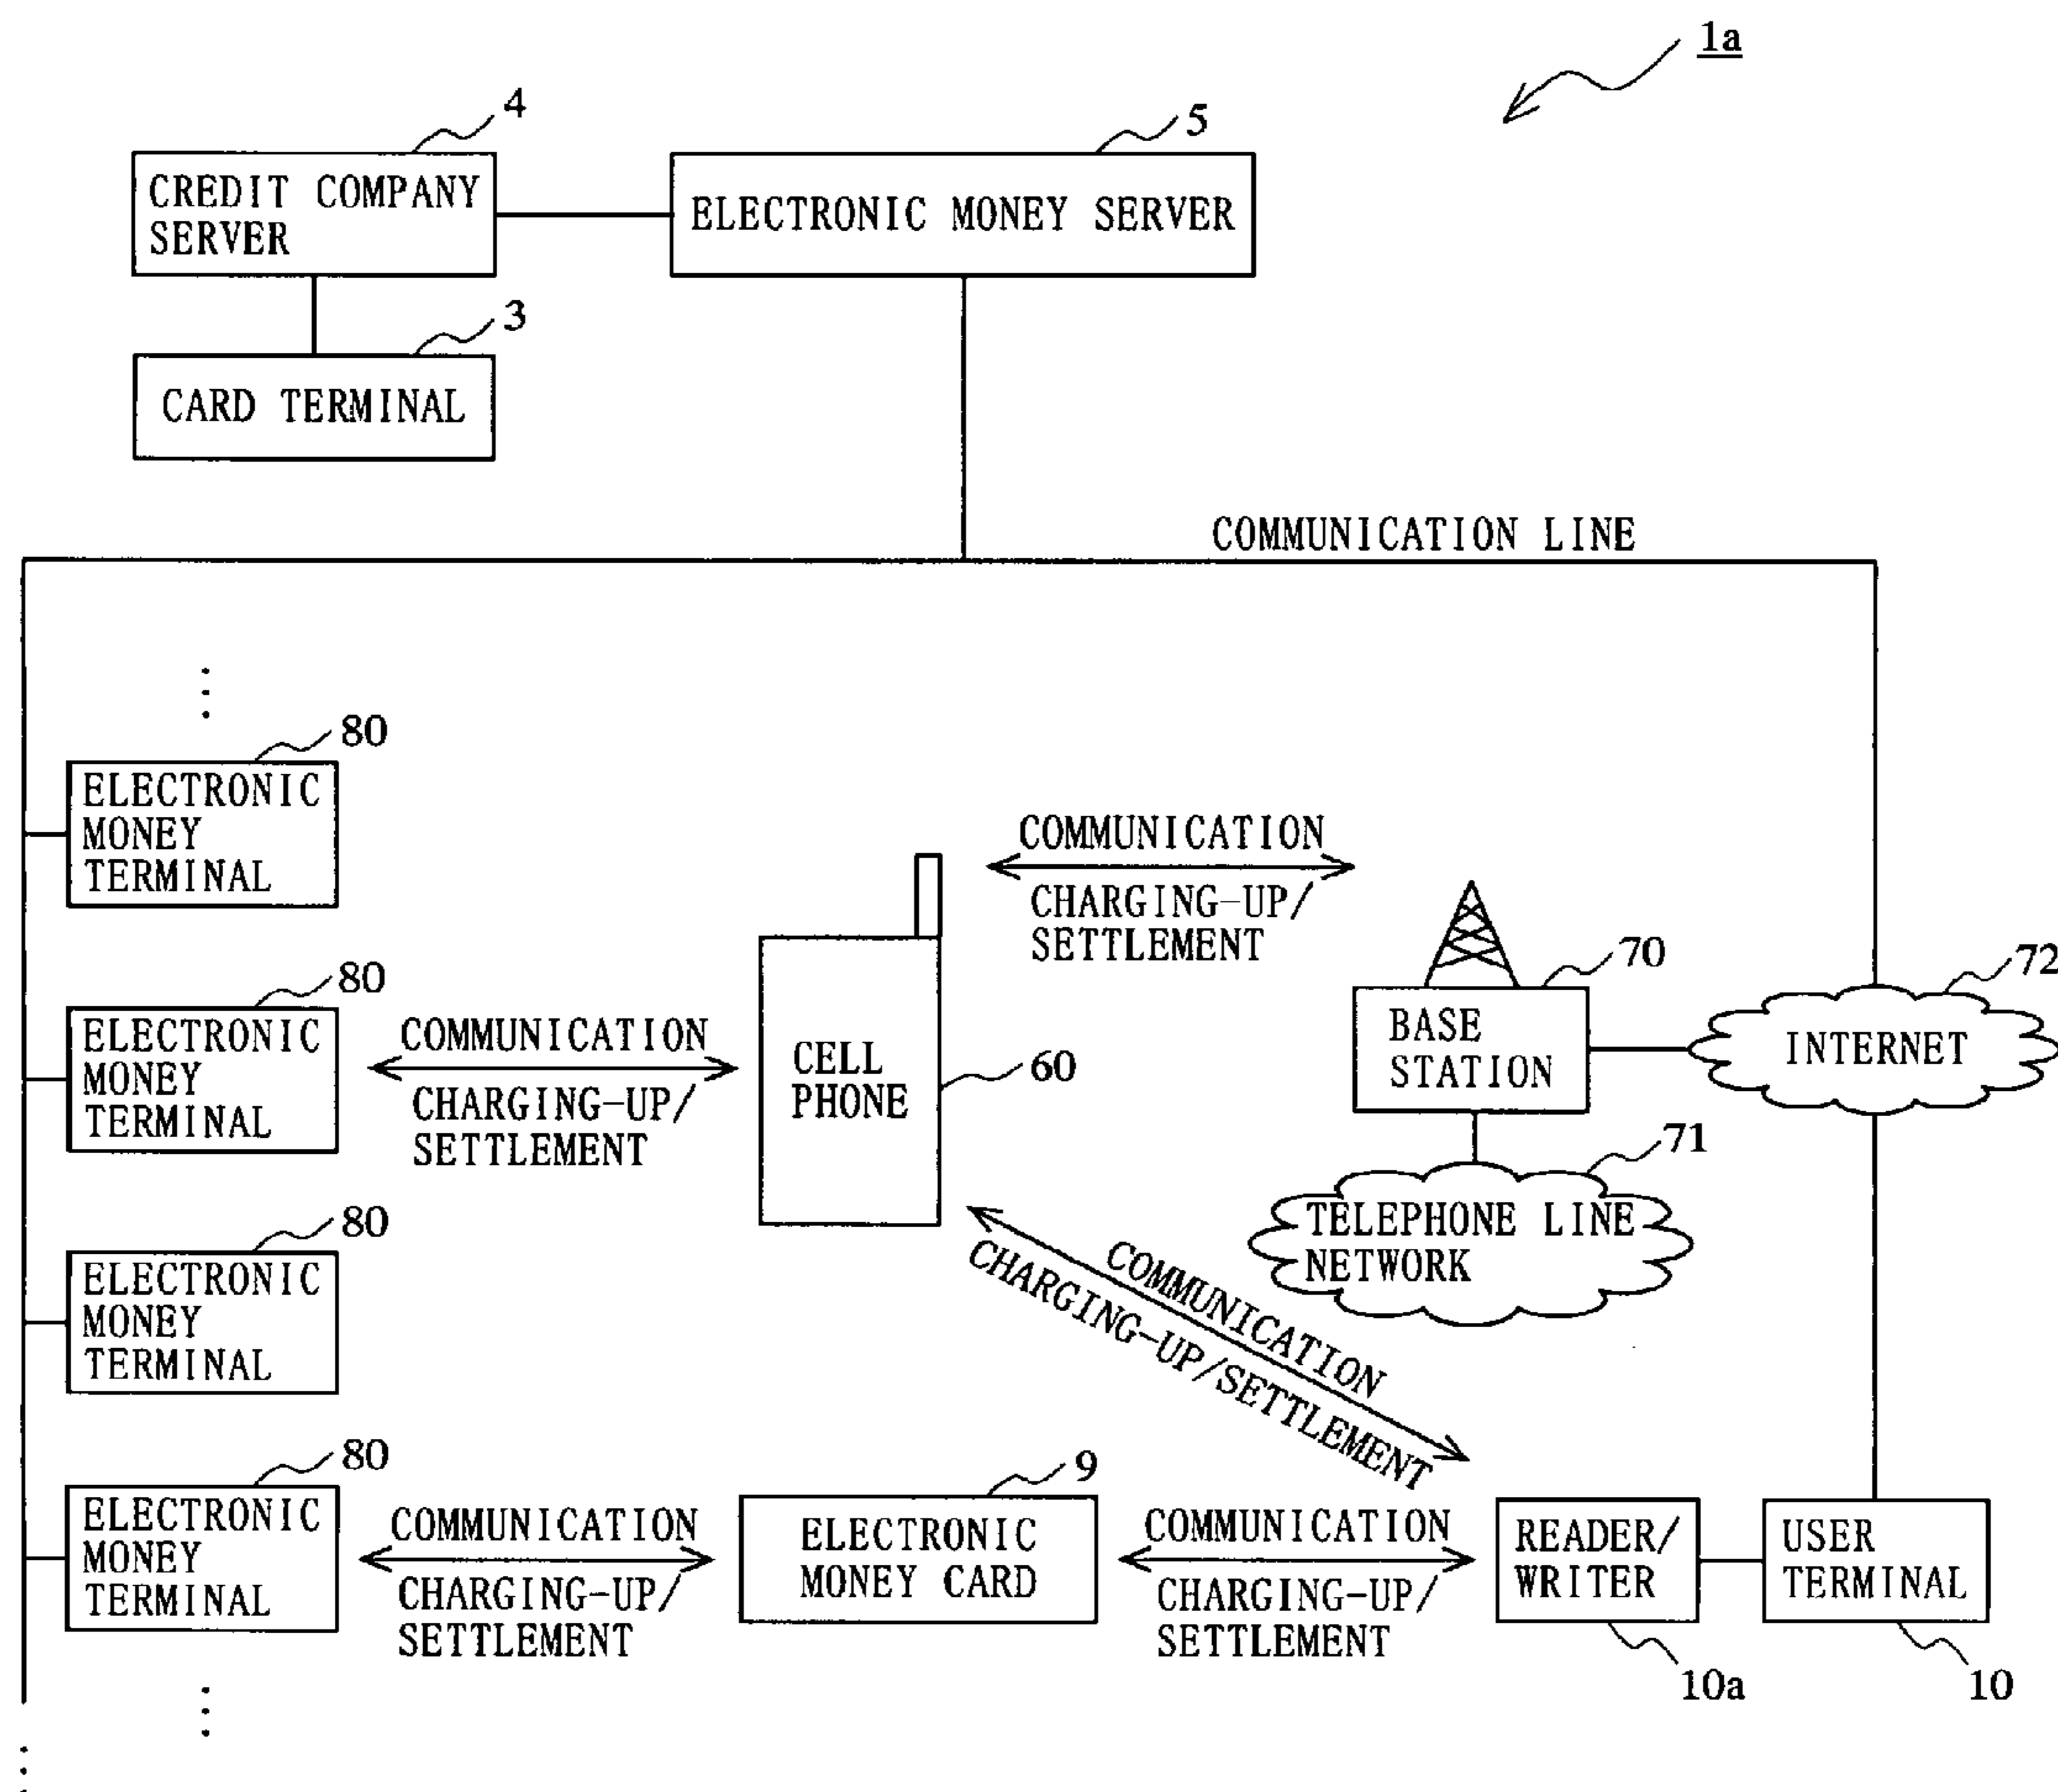 1a
4
5
CREDIT COMPANY
SERVER
ELECTRONIC MONEY SERVER
3
CARD TERMINAL
COMMUNICATION LINE
80
ELECTRONIC
MONEY
TERMINAL
COMMUNICATION
CHARGING-UP/
SETTLEMENT
80
ELECTRONIC
MONEY
TERMINAL
COMMUNICATION
CHARGING-UP/
SETTLEMENT
CELL
PHONE
60
70
BASE
STATION
72
INTERNET
71
TELEPHONE LINE
NETWORK
80
ELECTRONIC
MONEY
TERMINAL
COMMUNICATION
CHARGING-UP/SETTLEMENT
80
ELECTRONIC
MONEY
TERMINAL
COMMUNICATION
CHARGING-UP/
SETTLEMENT
9
ELECTRONIC
MONEY CARD
COMMUNICATION
CHARGING-UP/
SETTLEMENT
READER/
WRITER
10a
USER
TERMINAL
10